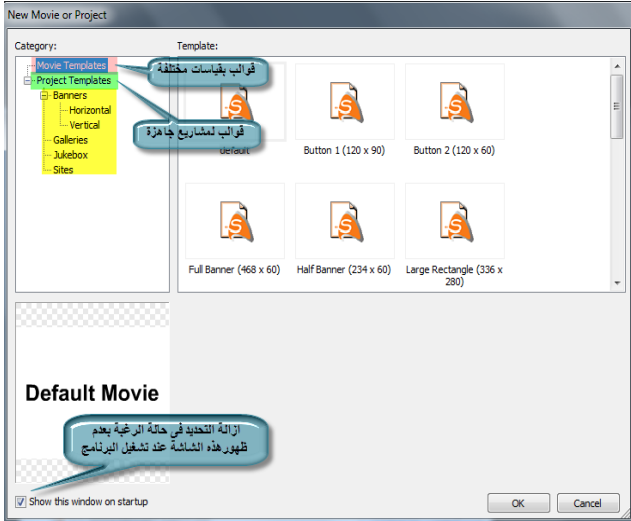 New Movie or Project
Category:
Template:
Movie Templates
Project Templates
Banners
Horizontal
Vertical
Galleries
Jukebox
Sites
قوالب بقياسات مختلفة
قوالب لمشاريع جاهزة
default
Button 1 (120 x 90)
Button 2 (120 x 60)
Full Banner (468 x 60)
Half Banner (234 x 60)
Large Rectangle (336 x
280)
Default Movie
ازالة التحديد في حالة الرغبة بعدم
ظهور هذه الشاشة عند تشغيل البرنامج
Show this window on startup
OK
Cancel